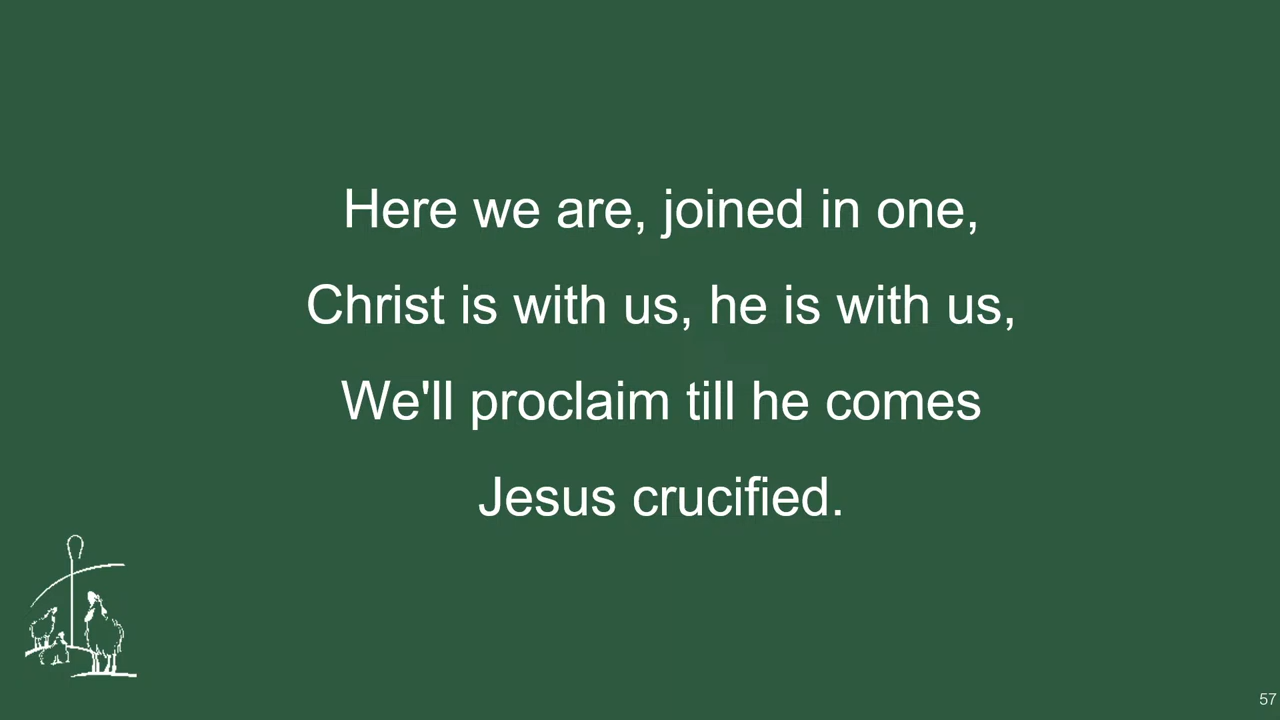 Here we are, joined in one,
Christ is with us, he is with us,
We'll proclaim till he comes
Jesus crucified.
57